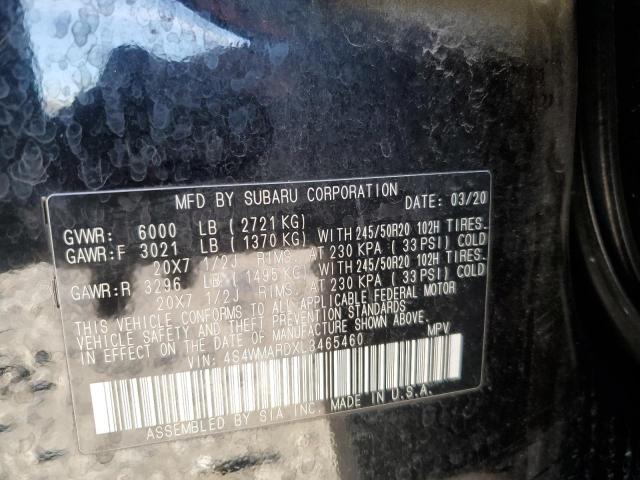 MFD BY SUBARU CORPORATION DATE: 03/20
GVWR: 6000 LB (2721 KG)
GAWR:F 3021 LB (1370 KG) WITH 245/50R20 102H TIRES.
20X7 1/2J RIMS. AT 230 KPA (33 PSI) COLD
GAWR:R 3296 LB (1495 KG) WITH 245/50R20 102H TIRES.
20X7 1/2J RIMS. AT 230 KPA (33 PSI) COLD
THIS VEHICLE CONFORMS TO ALL APPLICABLE FEDERAL MOTOR
VEHICLE SAFETY AND THEFT PREVENTION STANDARDS
IN EFFECT ON THE DATE OF MANUFACTURE SHOWN ABOVE.
VIN: 4S4WMARDXL3465460 MPV
ASSEMBLED BY SIA INC. MADE IN U.S.A.